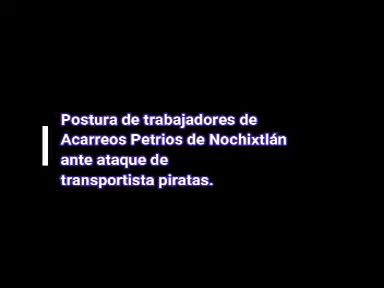 Postura de trabajadores de
Acarreos Petrios de Nochixtlán
ante ataque de
transportista piratas.